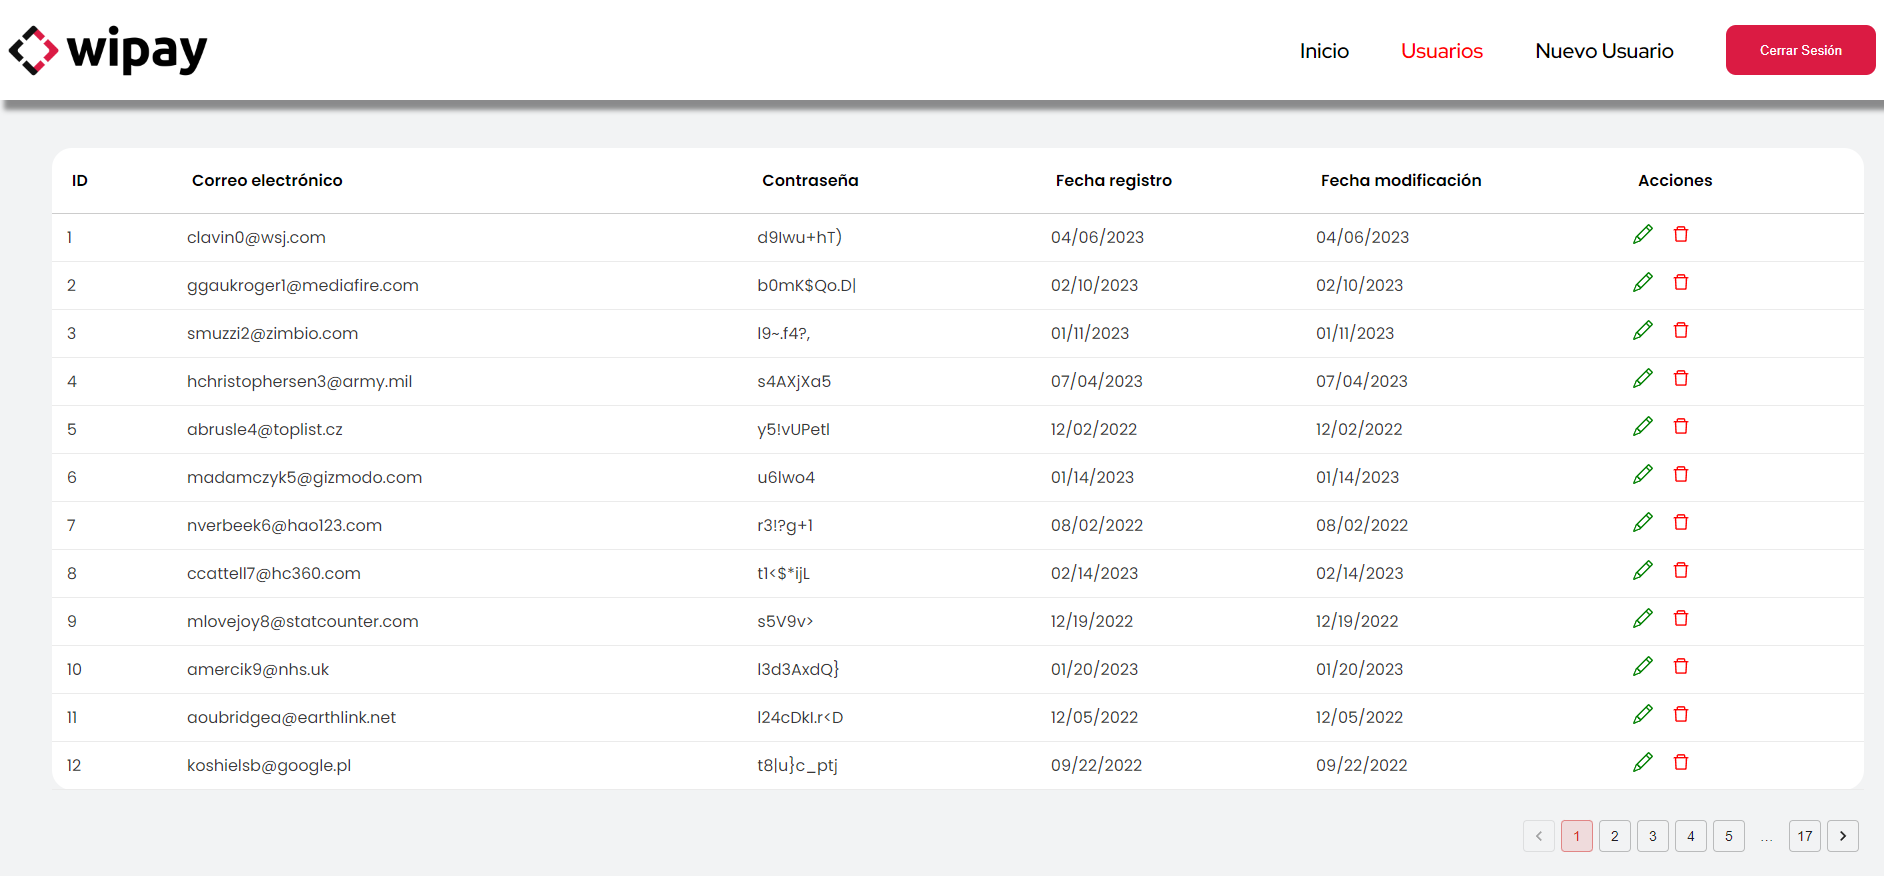 wipay Inicio Usuarios Nuevo Usuario Cerrar Sesión
ID Correo electrónico Contraseña Fecha registro Fecha modificación Acciones
1 clavin0@wsj.com d9Iwu+hT) 04/06/2023 04/06/2023
2 ggaukroger1@mediafire.com b0mK$Qo.D| 02/10/2023 02/10/2023
3 smuzzi2@zimbio.com l9~.f4?, 01/11/2023 01/11/2023
4 hchristophersen3@army.mil s4AXjXa5 07/04/2023 07/04/2023
5 abrusle4@toplist.cz y5!vUPetl 12/02/2022 12/02/2022
6 madamczyk5@gizmodo.com u6lwo4 01/14/2023 01/14/2023
7 nverbeek6@hao123.com r3!?g+1 08/02/2022 08/02/2022
8 ccattell7@hc360.com t1<$*ijL 02/14/2023 02/14/2023
9 mlovejoy8@statcounter.com s5V9v> 12/19/2022 12/19/2022
10 amercik9@nhs.uk l3d3AxdQ} 01/20/2023 01/20/2023
11 aoubridgea@earthlink.net l24cDkI.r<D 12/05/2022 12/05/2022
12 koshielsb@google.pl t8|u}c_ptj 09/22/2022 09/22/2022
‹ 1 2 3 4 5 ... 17 ›